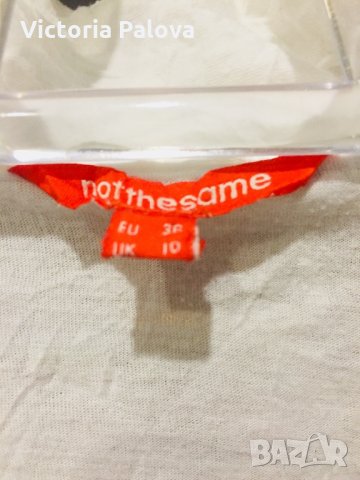 Victoria Palova
notthesame
EU 38
UK 10
BAZAR